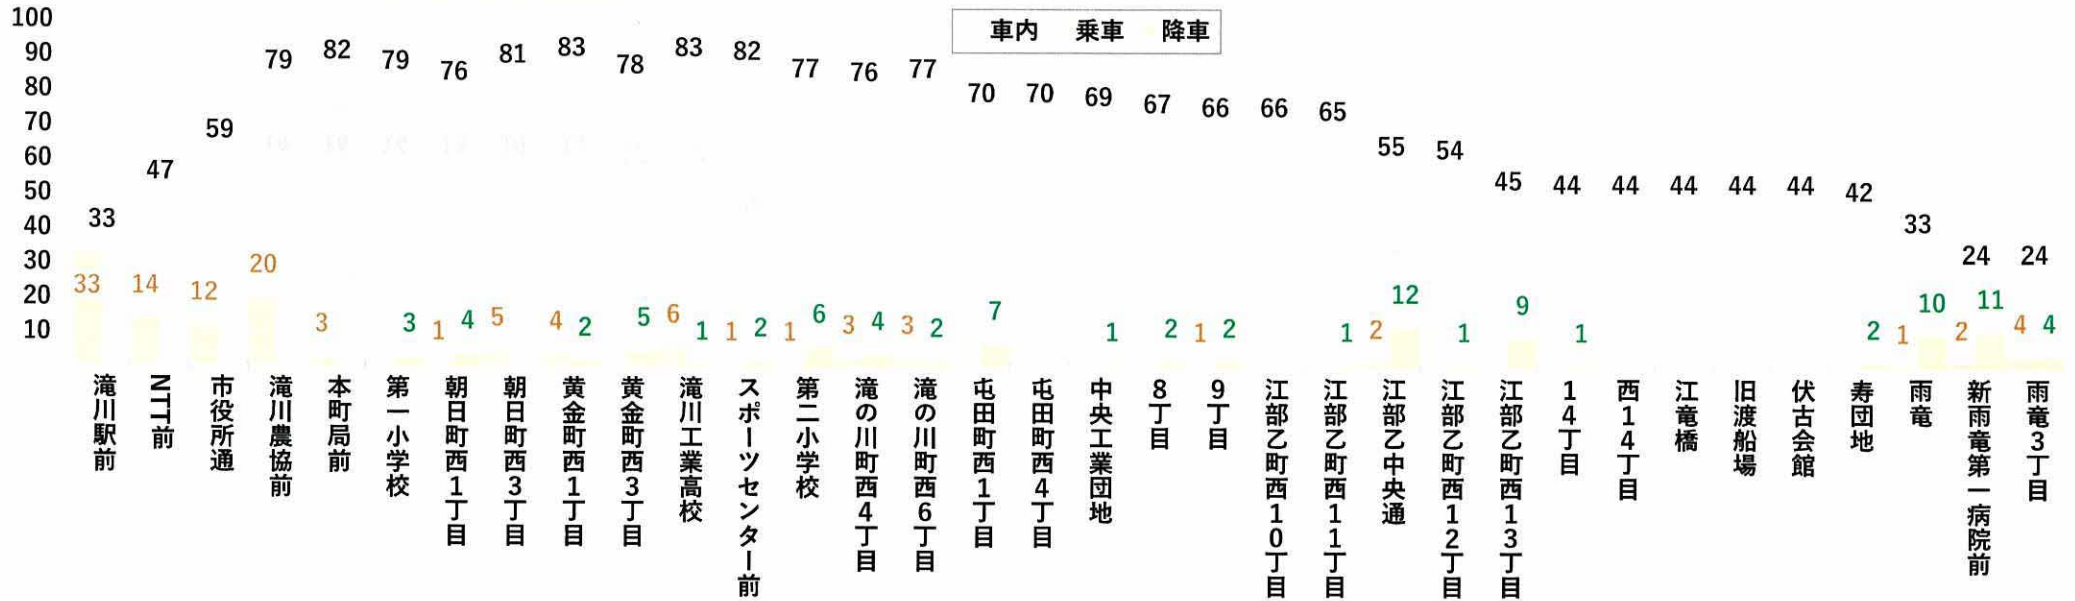 車内 乗車 降車
100
90
80
70
60
50
40
30
20
10
33 47 59 79 82 79 76 81 83 78 83 82 77 76 77 70 70 69 67 66 66 65 55 54 45 44 44 44 44 44 42 33 24 24
33 14 12 20 3 1 5 4 6 1 1 3 3 1 2 1 2 4
3 4 2 5 1 2 6 4 2 7 1 2 2 1 12 1 9 1 2 10 11 4
滝川駅前
NTT前
市役所通
滝川農協前
本町局前
第一小学校
朝日町西1丁目
朝日町西3丁目
黄金町西1丁目
黄金町西3丁目
滝川工業高校
スポーツセンター前
第二小学校
滝の川町西4丁目
滝の川町西6丁目
屯田町西1丁目
屯田町西4丁目
中央工業団地
8丁目
9丁目
江部乙町西10丁目
江部乙町西11丁目
江部乙中央通
江部乙町西12丁目
江部乙町西13丁目
14丁目
西14丁目
江竜橋
旧渡船場
伏古会館
寿団地
雨竜
新雨竜第一病院前
雨竜3丁目